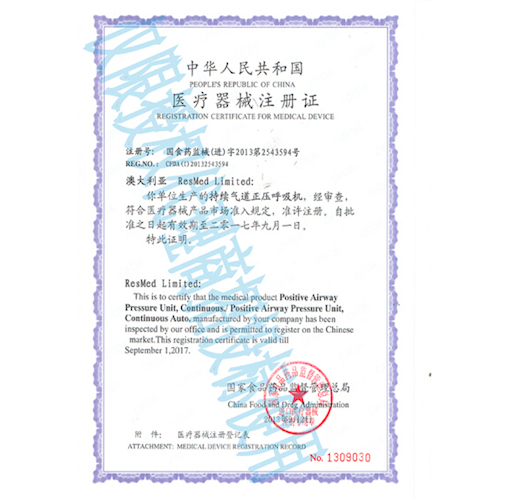 中华人民共和国
PEOPLE'S REPUBLIC OF CHINA
医疗器械注册证
REGISTRATION CERTIFICATE FOR MEDICAL DEVICE
注册号: 国食药监械(进)字2013第2543594号
REG.NO.: CFDA (I) 20132543594
澳大利亚 ResMed Limited:
你单位生产的持续气道正压呼吸机,经审查,
符合医疗器械产品市场准入规定,准许注册。自批
准之日起有效期至二〇一七年九月一日。
特此证明。
ResMed Limited:
This is to certify that the medical product Positive Airway
Pressure Unit, Continuous,/ Positive Airway Pressure Unit,
Continuous Auto, manufactured by your company has been
inspected by our office and is permitted to register on the Chinese
market.This registration certificate is valid till
September 1,2017.
国家食品药品监督管理总局
China Food and Drug Administration
附 件: 医疗器械注册登记表
ATTACHMENT: MEDICAL DEVICE REGISTRATION RECORD
No. 1309030